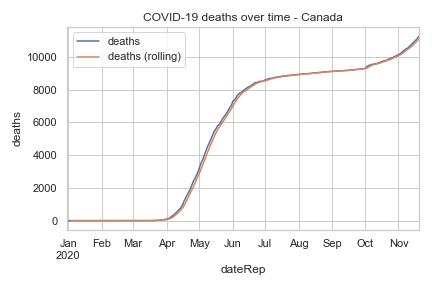 COVID-19 deaths over time - Canada
deaths
deaths (rolling)
10000
8000
6000
4000
2000
0
deaths
Jan Feb Mar Apr May Jun Jul Aug Sep Oct Nov
2020
dateRep